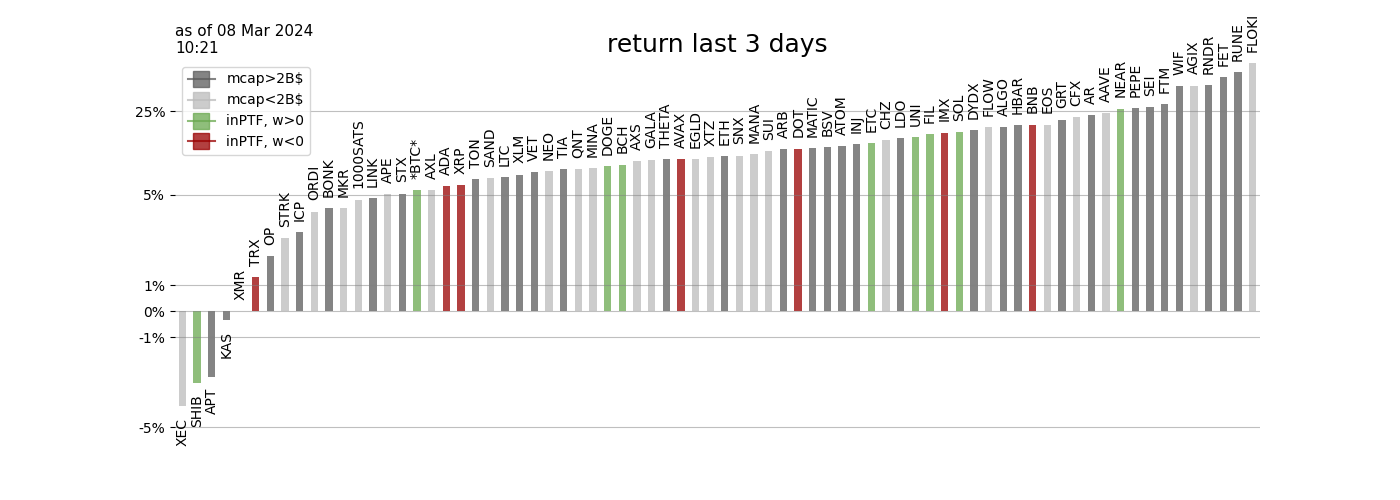 as of 08 Mar 2024
10:21
return last 3 days
mcap>2B$
mcap<2B$
inPTF, w>0
inPTF, w<0
25%
5%
1%
0%
-1%
-5%
XEC
SHIB
APT
KAS
XMR
TRX
OP
STRK
ICP
ORDI
BONK
MKR
1000SATS
LINK
APE
STX
*BTC*
AXL
ADA
XRP
TON
SAND
LTC
XLM
VET
NEO
TIA
QNT
MINA
DOGE
BCH
AXS
GALA
THETA
AVAX
EGLD
XTZ
ETH
SNX
MANA
SUI
ARB
DOT
MATIC
BSV
ATOM
INJ
ETC
CHZ
LDO
UNI
FIL
IMX
SOL
DYDX
FLOW
ALGO
HBAR
BNB
EOS
GRT
CFX
AR
AAVE
NEAR
PEPE
SEI
FTM
WIF
AGIX
RNDR
FET
RUNE
FLOKI